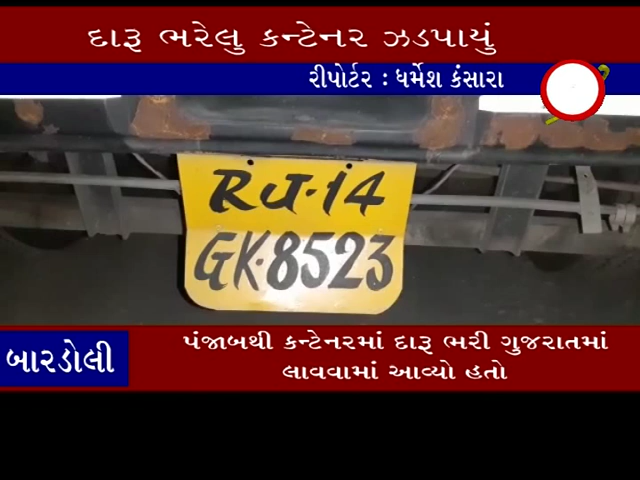 દારૂ ભરેલુ કન્ટેનર ઝડપાયું
રીપોર્ટર : ધર્મેશ કંસારા
RJ·14
GK·8523
બારડોલી
પંજાબથી કન્ટેનરમાં દારૂ ભરી ગુજરાતમાં
લાવવામાં આવ્યો હતો